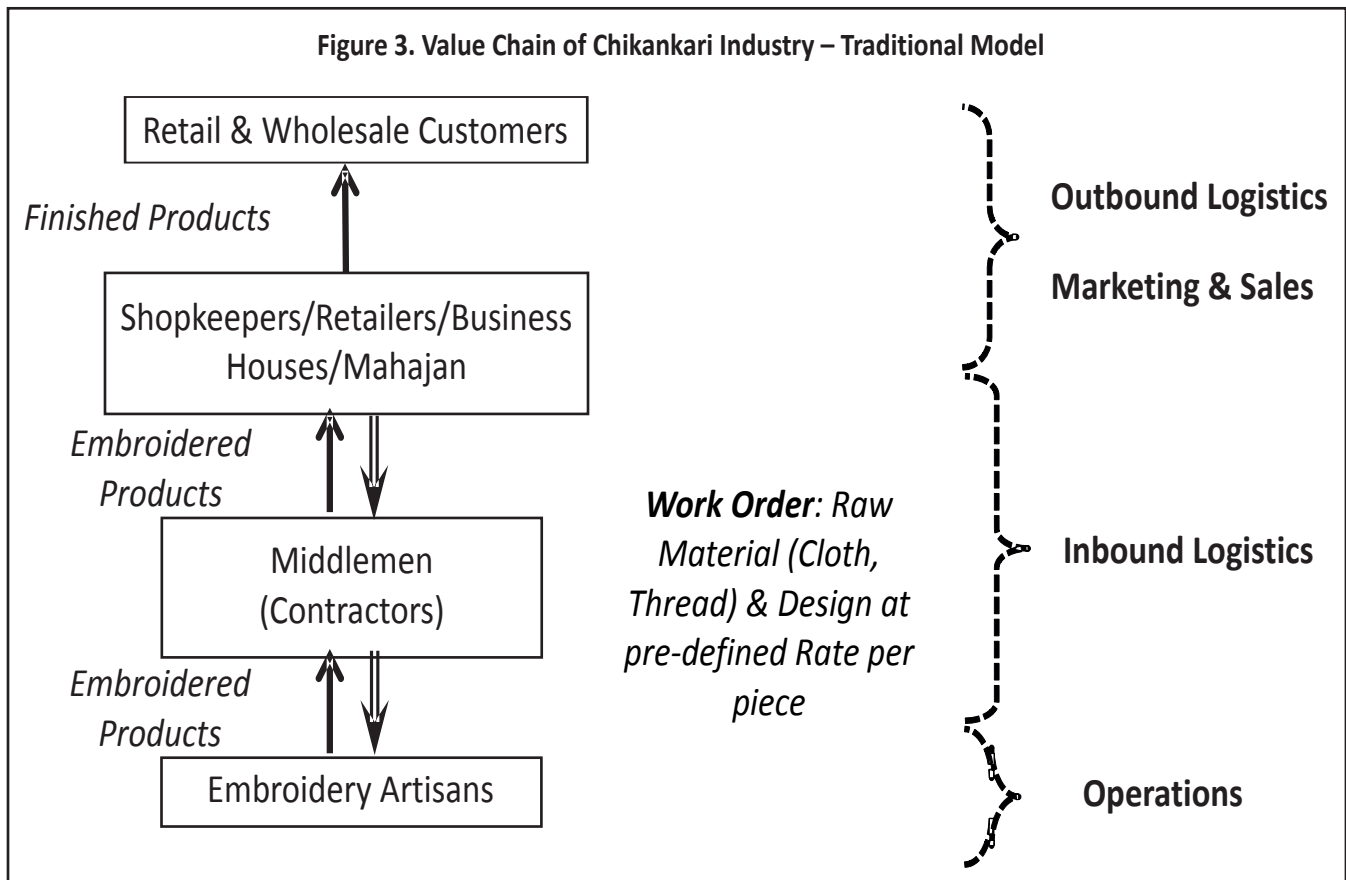 Figure 3. Value Chain of Chikankari Industry – Traditional Model
Retail & Wholesale Customers
Finished Products
Shopkeepers/Retailers/Business
Houses/Mahajan
Embroidered
Products
Middlemen
(Contractors)
Embroidered
Products
Embroidery Artisans
Work Order: Raw
Material (Cloth,
Thread) & Design at
pre-defined Rate per
piece
Outbound Logistics
Marketing & Sales
Inbound Logistics
Operations